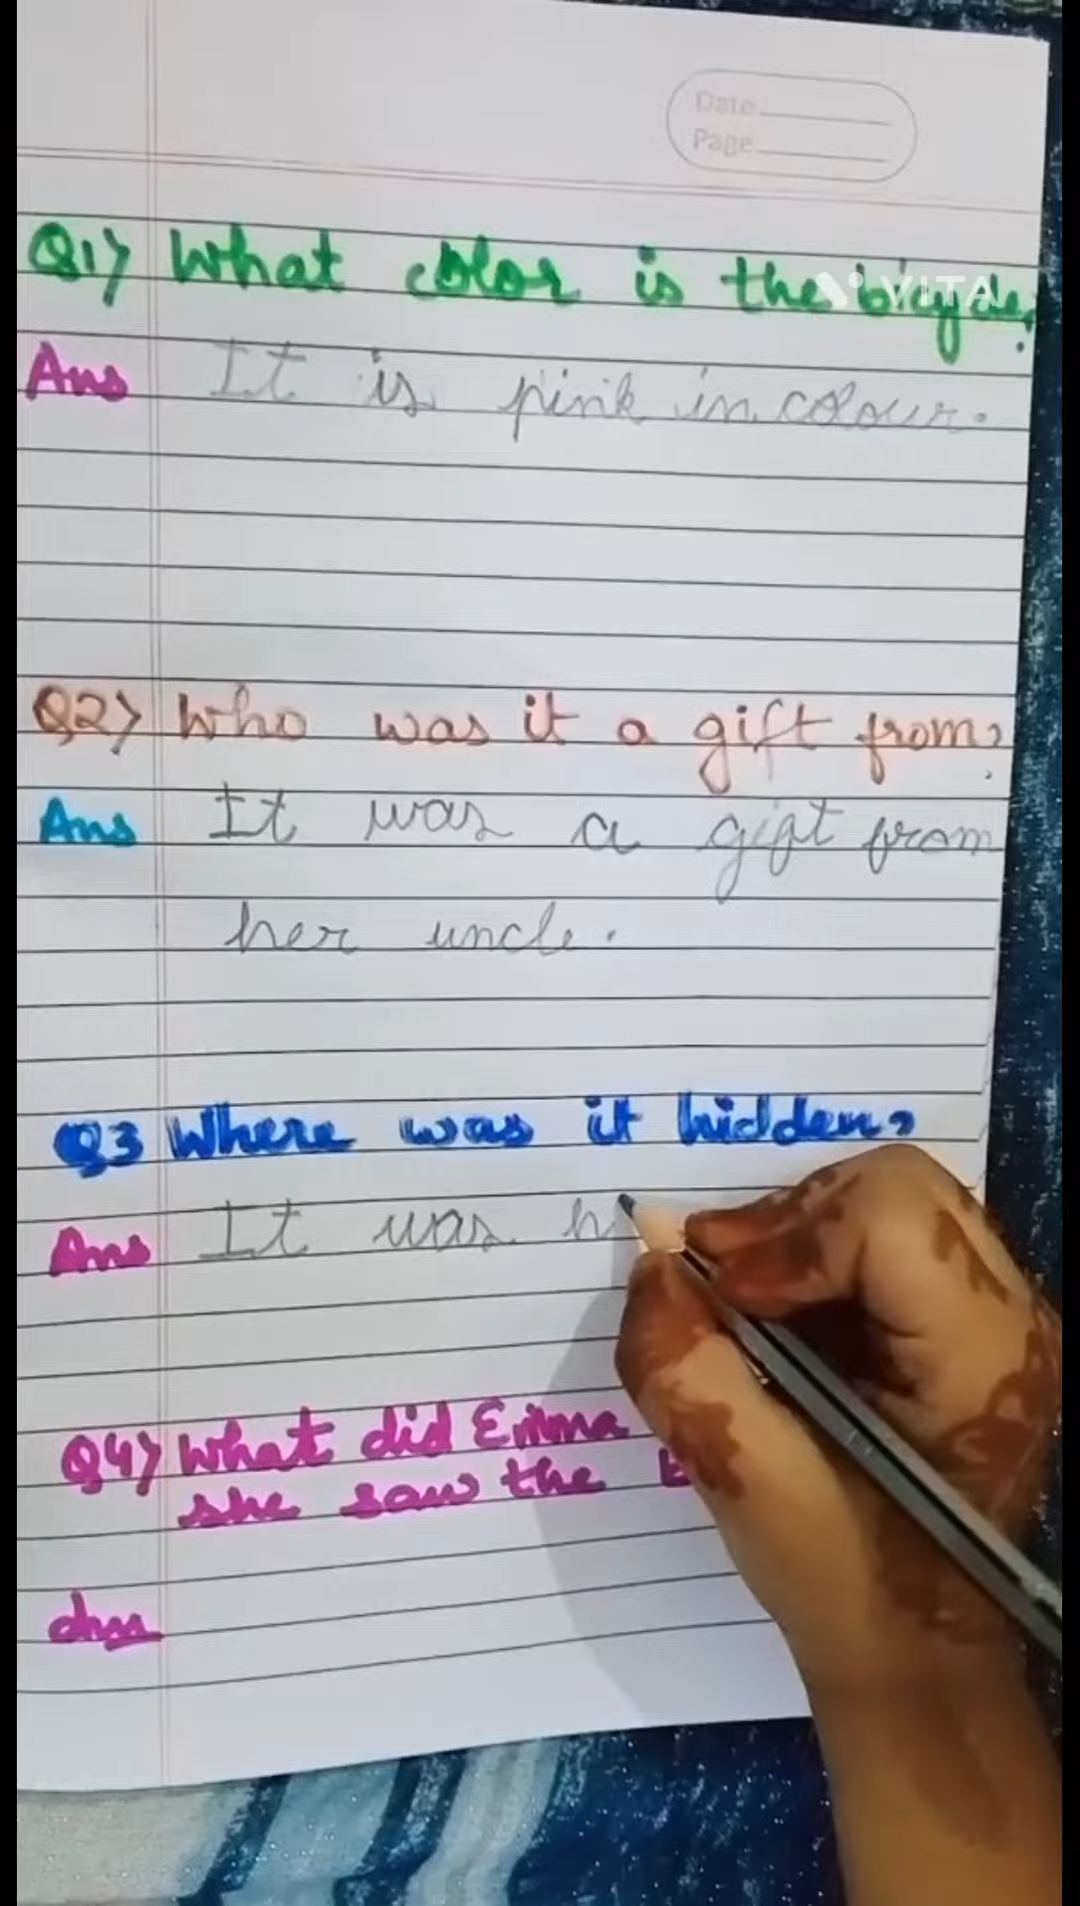 Date
Page
Q1> What color is the bicycle?
VITA
Ans It is pink in colour.
Q2> Who was it a gift from?
Ans It was a gift from
her uncle.
Q3 Where was it hidden?
Ans It was
Q4> What did Emma
she saw the
Ans